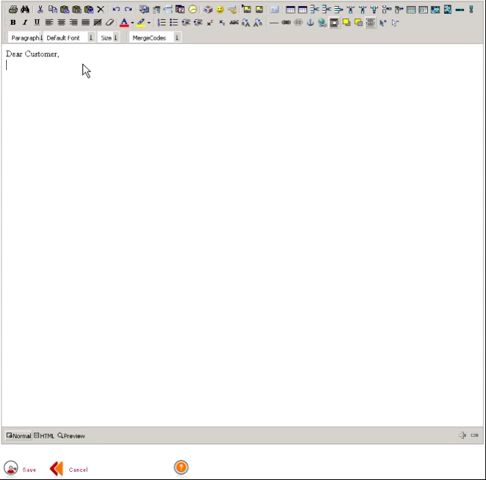 B I U
Paragraph Default Font Size MergeCodes
Dear Customer,
Normal HTML Preview
Save Cancel ?